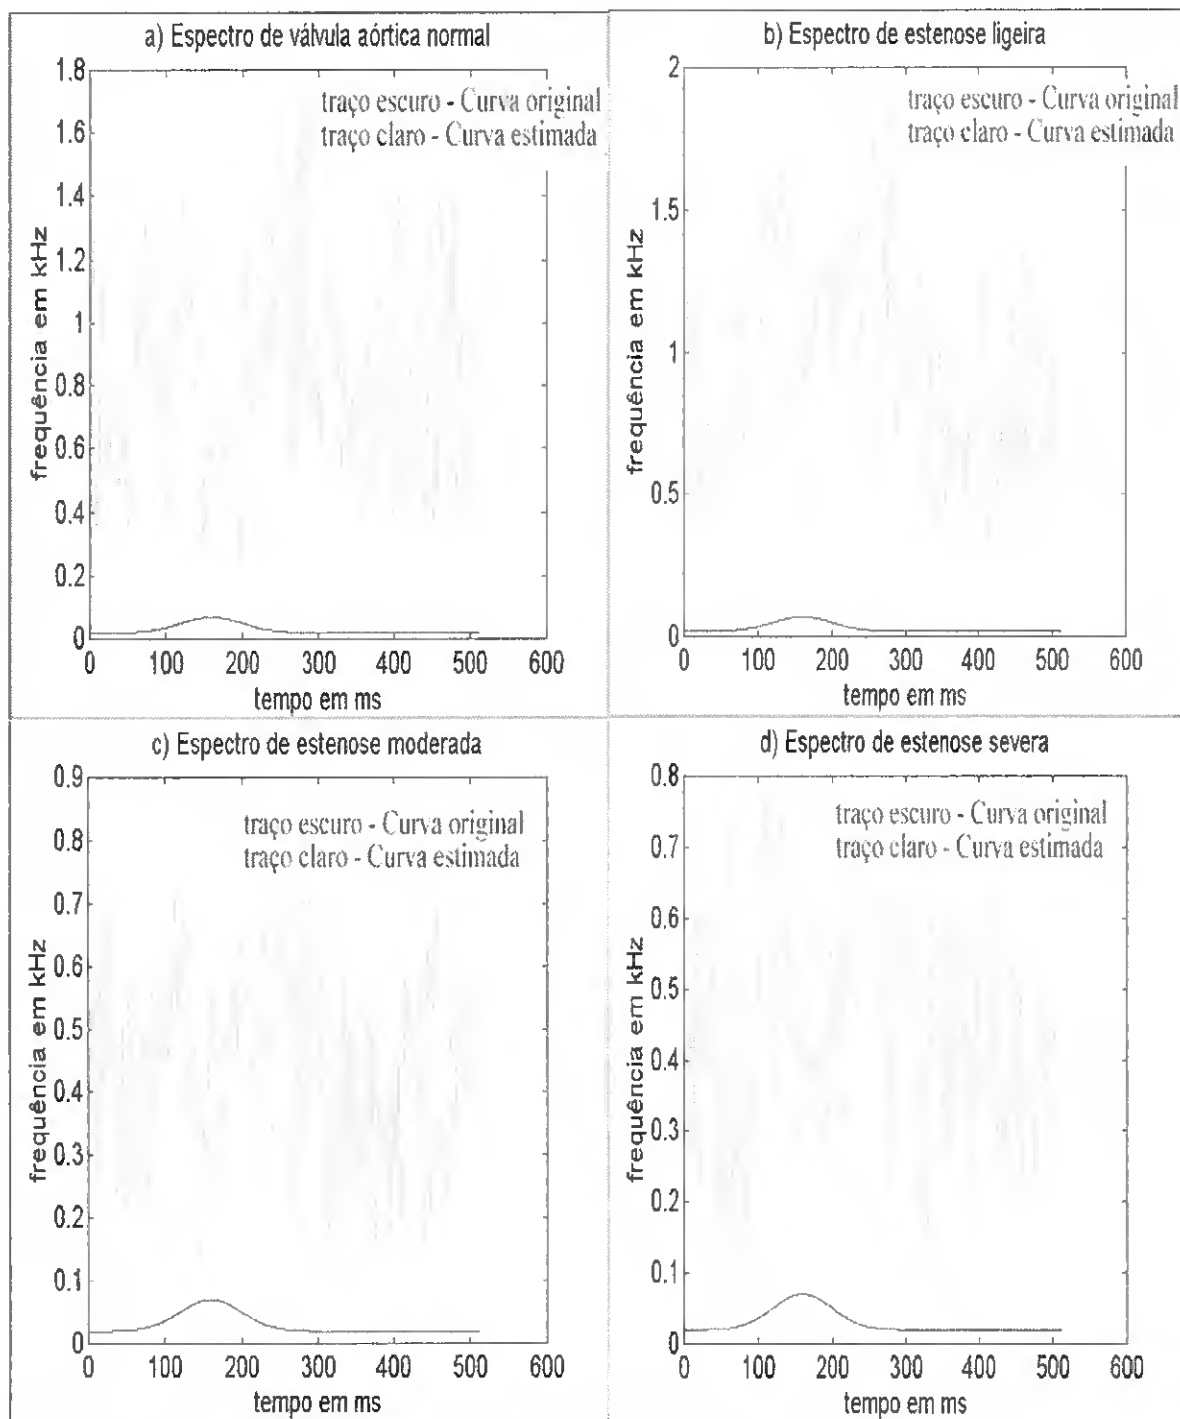 a) Espectro de válvula aórtica normal
traço escuro - Curva original
traço claro - Curva estimada
frequência em kHz
1.8
1.6
1.4
1.2
1
0.8
0.6
0.4
0.2
0
0 100 200 300 400 500 600
tempo em ms
b) Espectro de estenose ligeira
traço escuro - Curva original
traço claro - Curva estimada
frequência em kHz
2
1.5
1
0.5
0
0 100 200 300 400 500 600
tempo em ms
c) Espectro de estenose moderada
traço escuro - Curva original
traço claro - Curva estimada
frequência em kHz
0.9
0.8
0.7
0.6
0.5
0.4
0.3
0.2
0.1
0
0 100 200 300 400 500 600
tempo em ms
d) Espectro de estenose severa
traço escuro - Curva original
traço claro - Curva estimada
frequência em kHz
0.8
0.7
0.6
0.5
0.4
0.3
0.2
0.1
0
0 100 200 300 400 500 600
tempo em ms